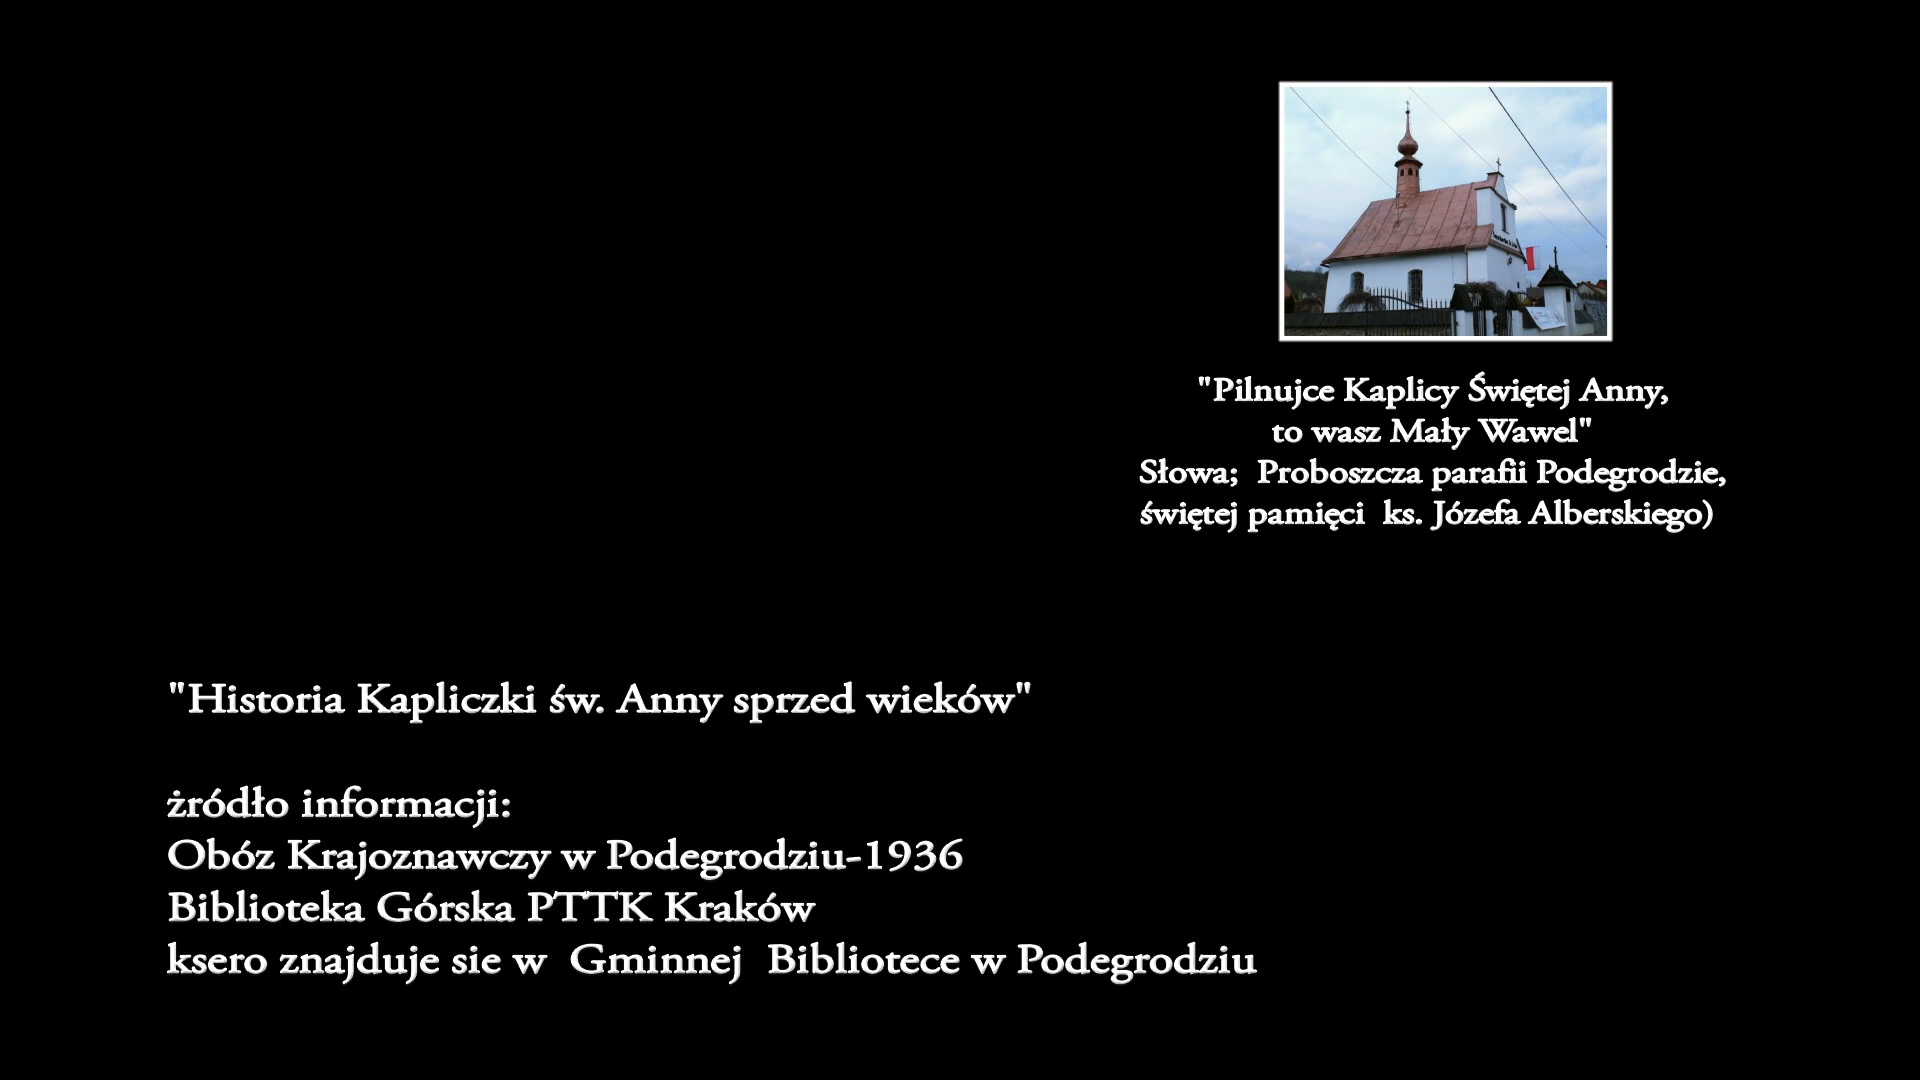 "Pilnujce Kaplicy Świętej Anny,
to wasz Mały Wawel"
Słowa;  Proboszcza parafii Podegrodzie,
świętej pamięci  ks. Józefa Alberskiego)
"Historia Kapliczki św. Anny sprzed wieków"
żródło informacji:
Obóz Krajoznawczy w Podegrodziu-1936
Biblioteka Górska PTTK Kraków
ksero znajduje sie w  Gminnej  Bibliotece w Podegrodziu